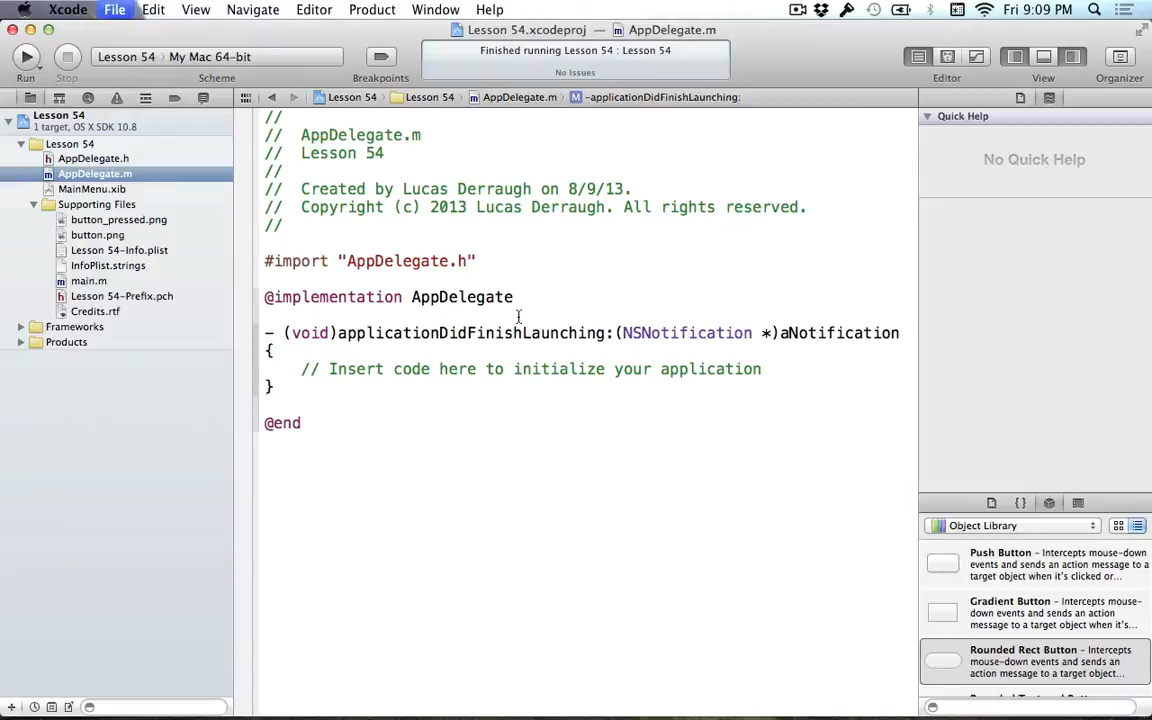 Xcode File Edit View Navigate Editor Product Window Help Fri 9:09 PM
Lesson 54.xcodeproj — AppDelegate.m
Lesson 54 › My Mac 64-bit
Finished running Lesson 54 : Lesson 54
No Issues
Run Stop Scheme Breakpoints Editor View Organizer
Lesson 54 Lesson 54 AppDelegate.m -applicationDidFinishLaunching:
Lesson 54
1 target, OS X SDK 10.8
Lesson 54
AppDelegate.h
AppDelegate.m
MainMenu.xib
Supporting Files
button_pressed.png
button.png
Lesson 54-Info.plist
InfoPlist.strings
main.m
Lesson 54-Prefix.pch
Credits.rtf
Frameworks
Products
//
// AppDelegate.m
// Lesson 54
//
// Created by Lucas Derraugh on 8/9/13.
// Copyright (c) 2013 Lucas Derraugh. All rights reserved.
//
#import "AppDelegate.h"
@implementation AppDelegate
- (void)applicationDidFinishLaunching:(NSNotification *)aNotification
{
// Insert code here to initialize your application
}
@end
Quick Help
No Quick Help
{ }
Object Library
Push Button - Intercepts mouse-down
events and sends an action message to a
target object when it's clicked or...
Gradient Button - Intercepts mouse-
down events and sends an action
message to a target object when it's...
Rounded Rect Button - Intercepts
mouse-down events and sends an
action message to a target object...